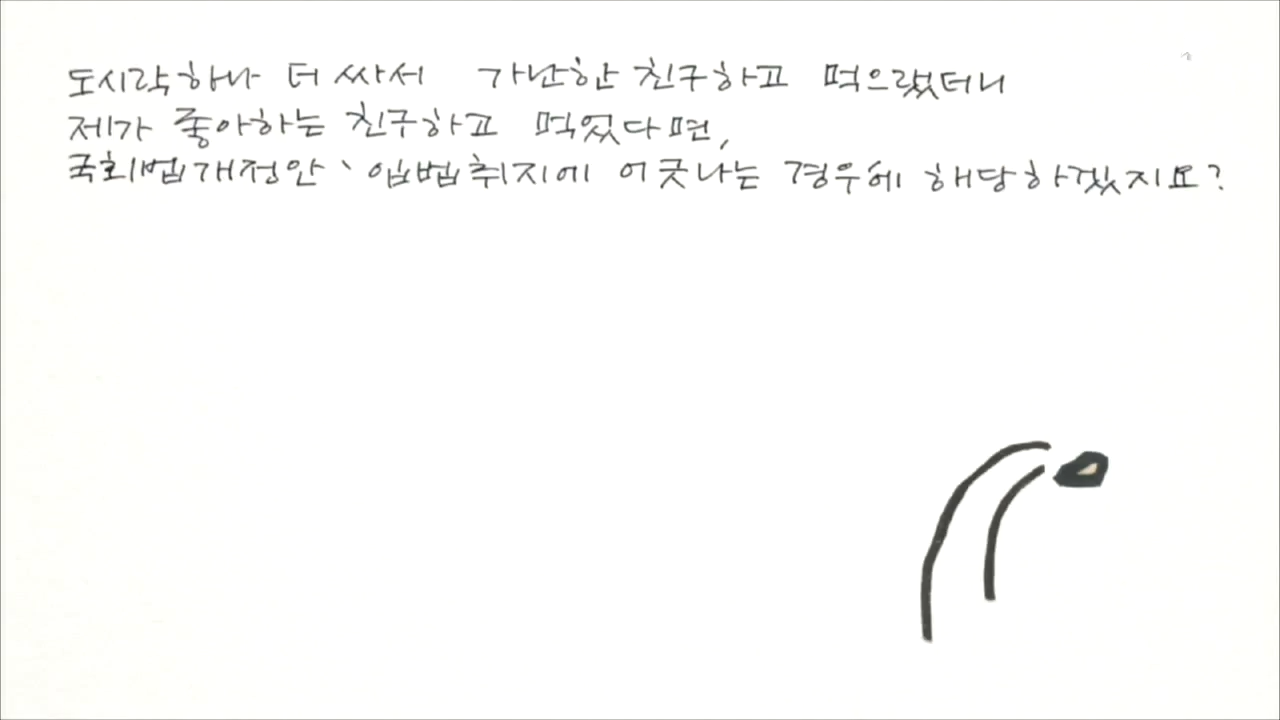 도시락 하나 더 싸서 가난한 친구하고 먹으랬더니
제가 좋아하는 친구하고 먹었다면,
국회법개정안、입법취지에 어긋나는 경우에 해당하겠지요?